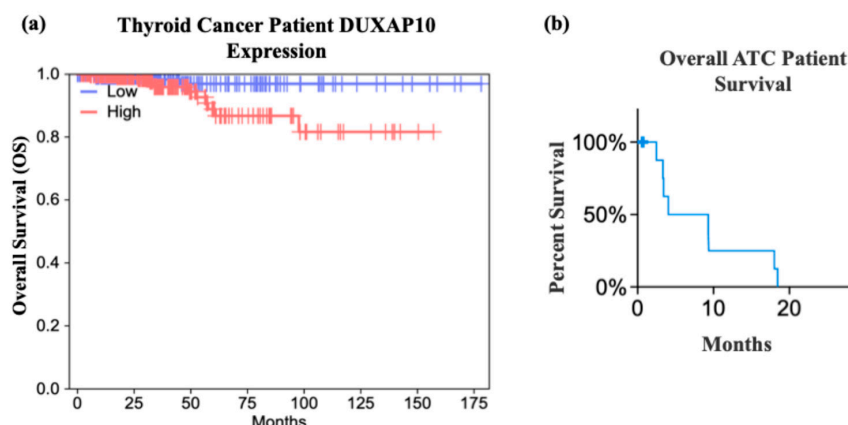 (a)
Thyroid Cancer Patient DUXAP10
Expression
Overall Survival (OS)
1.0
0.8
0.6
0.4
0.2
0.0
Low
High
0
25
50
75
100
125
150
175
Months
(b)
Overall ATC Patient
Survival
Percent Survival
100%
50%
0%
0
10
20
Months